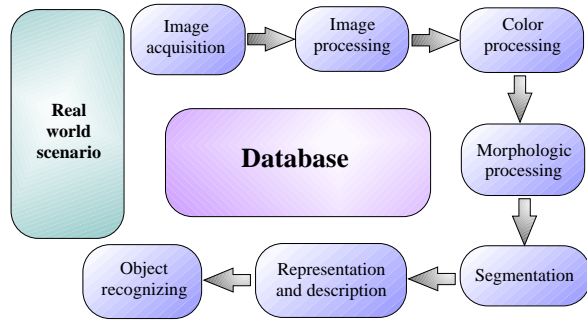 Image
acquisition
Image
processing
Color
processing
Real
world
scenario
Database
Morphologic
processing
Segmentation
Representation
and description
Object
recognizing